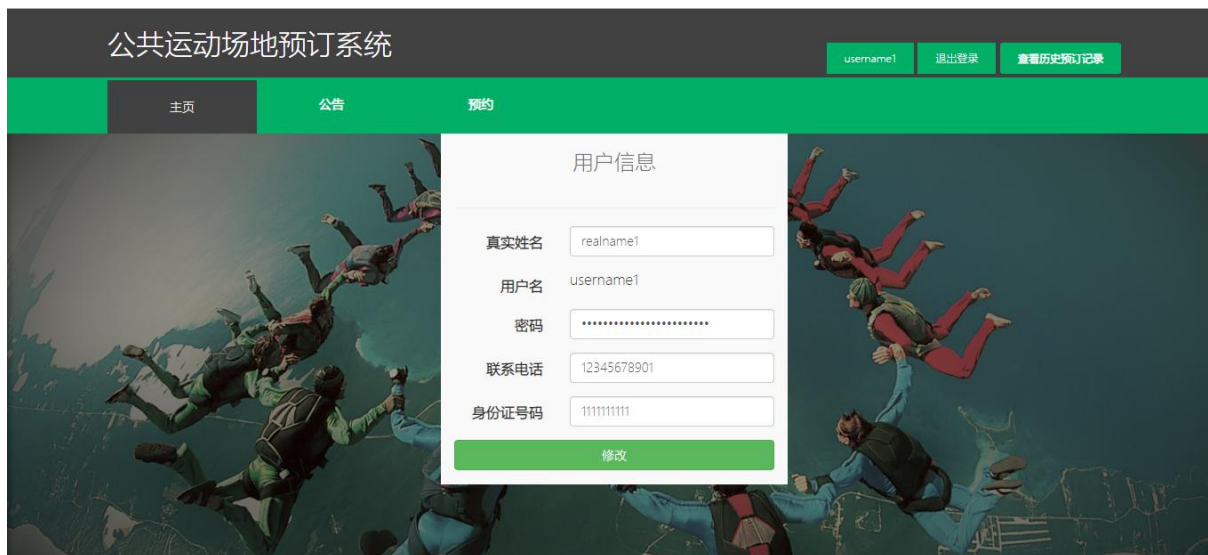 公共运动场地预订系统
username1 退出登录 查看历史预订记录
主页 公告 预约
用户信息
真实姓名 realname1
用户名 username1
密码 ••••••••••••••••••••••••
联系电话 12345678901
身份证号码 1111111111
修改